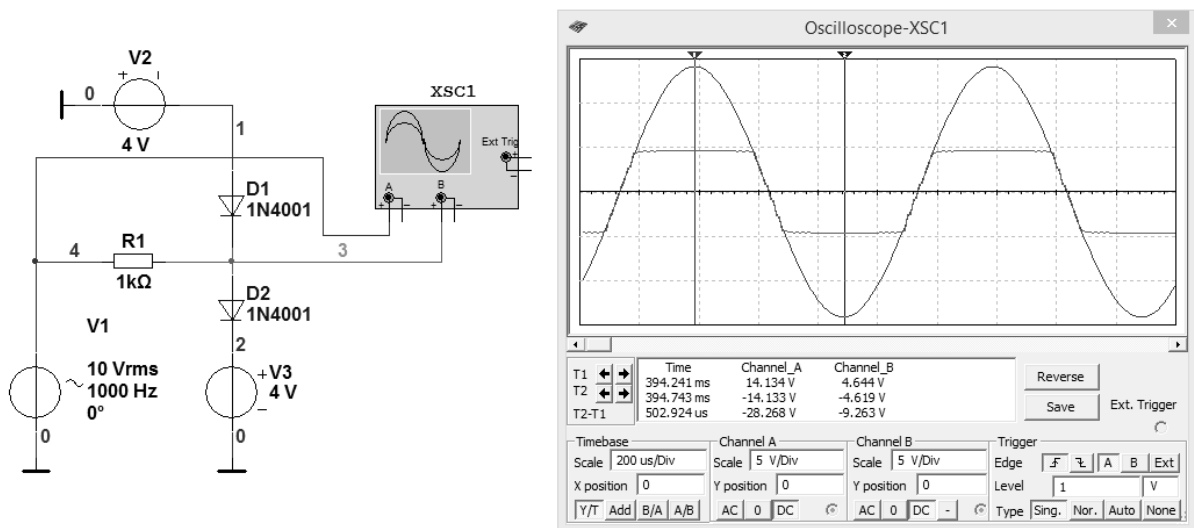 V2
+ −
0
4 V
1
XSC1
Ext Trig
+
−
A B
+ − + −
D1
1N4001
4
R1
1kΩ
3
D2
1N4001
2
V1
10 Vrms
1000 Hz
0°
0
+
V3
4 V
−
0
Oscilloscope-XSC1
1 2
Time Channel_A Channel_B
T1 394.241 ms 14.134 V 4.644 V
T2 394.743 ms -14.133 V -4.619 V
T2-T1 502.924 us -28.268 V -9.263 V
Reverse
Save
Ext. Trigger
Timebase
Scale 200 us/Div
X position 0
Y/T Add B/A A/B
Channel A
Scale 5 V/Div
Y position 0
AC 0 DC
Channel B
Scale 5 V/Div
Y position 0
AC 0 DC -
Trigger
Edge A B Ext
Level 1 V
Type Sing. Nor. Auto None